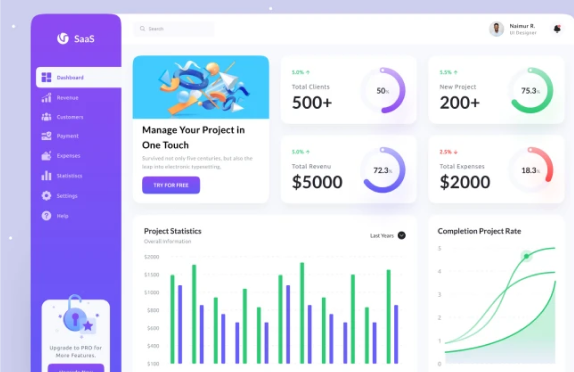 SaaS
Search
Naimur R.
UI Designer
Dashboard
Revenue
Customers
Payment
Expenses
Statistics
Settings
Help
Upgrade to PRO for
More Features.
Manage Your Project in
One Touch
Survived not only five centuries, but also the
leap into electronic typesetting.
TRY FOR FREE
5.0% ↑
Total Clients
500+
50%
5.5% ↑
New Project
200+
75.3%
5.0% ↑
Total Revenu
$5000
72.3%
2.5% ↓
Total Expenses
$2000
18.3%
Project Statistics
Overall Information
Last Years
$2000
$1500
$1000
$800
$600
$400
$100
Completion Project Rate
5
4
3
2
1
0